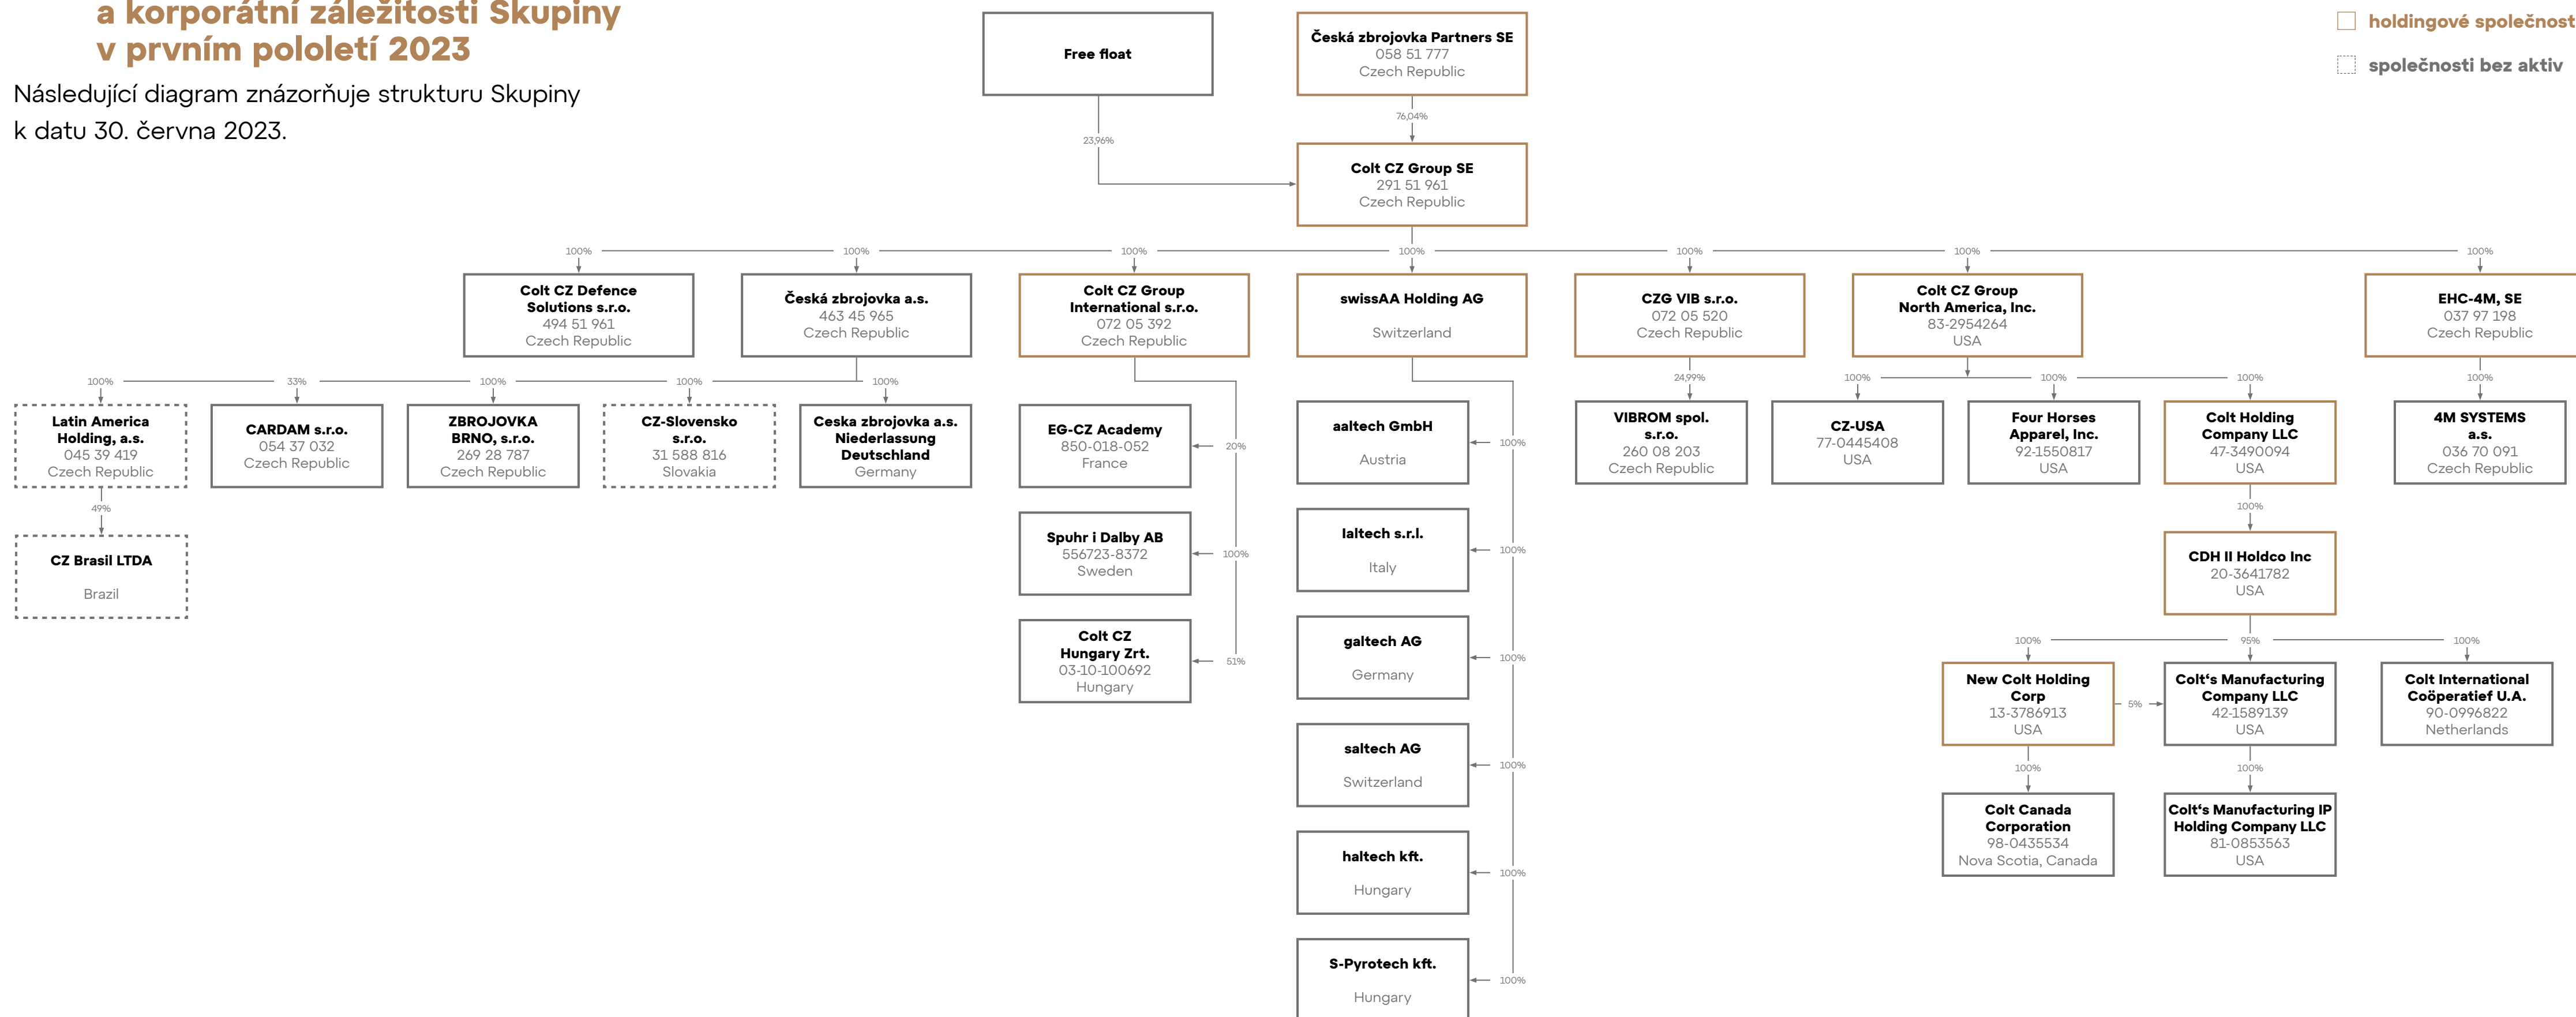 a korporátní záležitosti Skupiny
v prvním pololetí 2023
Následující diagram znázorňuje strukturu Skupiny
k datu 30. června 2023.
holdingové společnost
společnosti bez aktiv
Free float
Česká zbrojovka Partners SE
058 51 777
Czech Republic
76,04%
23,96%
Colt CZ Group SE
291 51 961
Czech Republic
100%
100%
100%
100%
100%
100%
100%
Colt CZ Defence
Solutions s.r.o.
494 51 961
Czech Republic
Česká zbrojovka a.s.
463 45 965
Czech Republic
Colt CZ Group
International s.r.o.
072 05 392
Czech Republic
swissAA Holding AG
Switzerland
CZG VIB s.r.o.
072 05 520
Czech Republic
Colt CZ Group
North America, Inc.
83-2954264
USA
EHC-4M, SE
037 97 198
Czech Republic
100%
33%
100%
100%
100%
24,99%
100%
100%
100%
100%
Latin America
Holding, a.s.
045 39 419
Czech Republic
CARDAM s.r.o.
054 37 032
Czech Republic
ZBROJOVKA
BRNO, s.r.o.
269 28 787
Czech Republic
CZ-Slovensko
s.r.o.
31 588 816
Slovakia
Ceska zbrojovka a.s.
Niederlassung
Deutschland
Germany
EG-CZ Academy
850-018-052
France
20%
aaltech GmbH
Austria
100%
VIBROM spol.
s.r.o.
260 08 203
Czech Republic
CZ-USA
77-0445408
USA
Four Horses
Apparel, Inc.
92-1550817
USA
Colt Holding
Company LLC
47-3490094
USA
4M SYSTEMS
a.s.
036 70 091
Czech Republic
49%
100%
CZ Brasil LTDA
Brazil
Spuhr i Dalby AB
556723-8372
Sweden
100%
Ialtech s.r.l.
Italy
100%
CDH II Holdco Inc
20-3641782
USA
Colt CZ
Hungary Zrt.
03-10-100692
Hungary
51%
galtech AG
Germany
100%
100%
95%
100%
New Colt Holding
Corp
13-3786913
USA
5%
Colt‘s Manufacturing
Company LLC
42-1589139
USA
Colt International
Coöperatief U.A.
90-0996822
Netherlands
saltech AG
Switzerland
100%
100%
100%
Colt Canada
Corporation
98-0435534
Nova Scotia, Canada
Colt‘s Manufacturing IP
Holding Company LLC
81-0853563
USA
haltech kft.
Hungary
100%
S-Pyrotech kft.
Hungary
100%